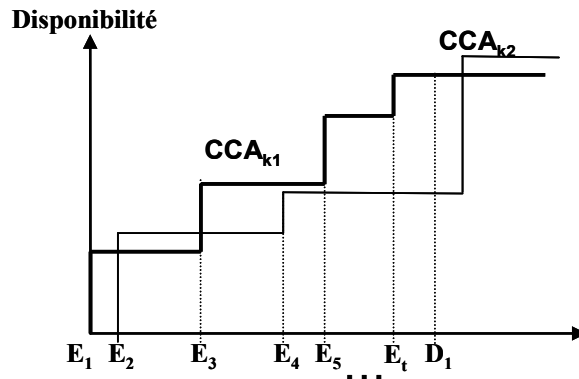 Disponibilité
CCAk2
CCAk1
E1 E2 E3 E4 E5 Et D1
...